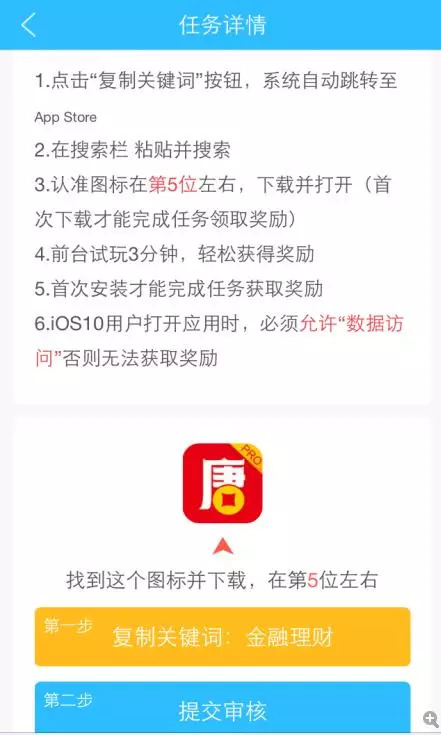 任务详情
1.点击“复制关键词”按钮，系统自动跳转至
App Store
2.在搜索栏 粘贴并搜索
3.认准图标在第5位左右，下载并打开（首
次下载才能完成任务领取奖励）
4.前台试玩3分钟，轻松获得奖励
5.首次安装才能完成任务获取奖励
6.iOS10用户打开应用时，必须允许“数据访
问”否则无法获取奖励
唐
PRO
找到这个图标并下载，在第5位左右
第一步
复制关键词：金融理财
第二步
提交审核